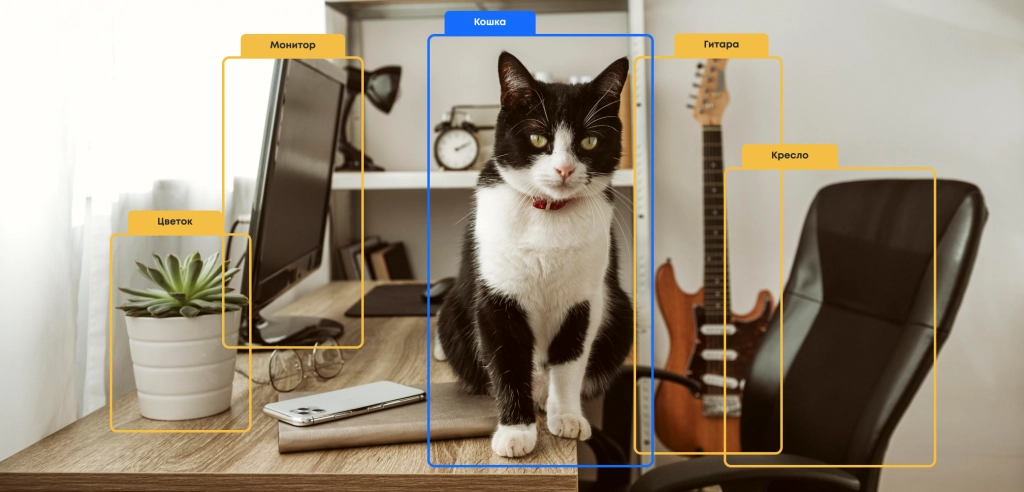 Кошка
Монитор
Гитара
Кресло
Цветок